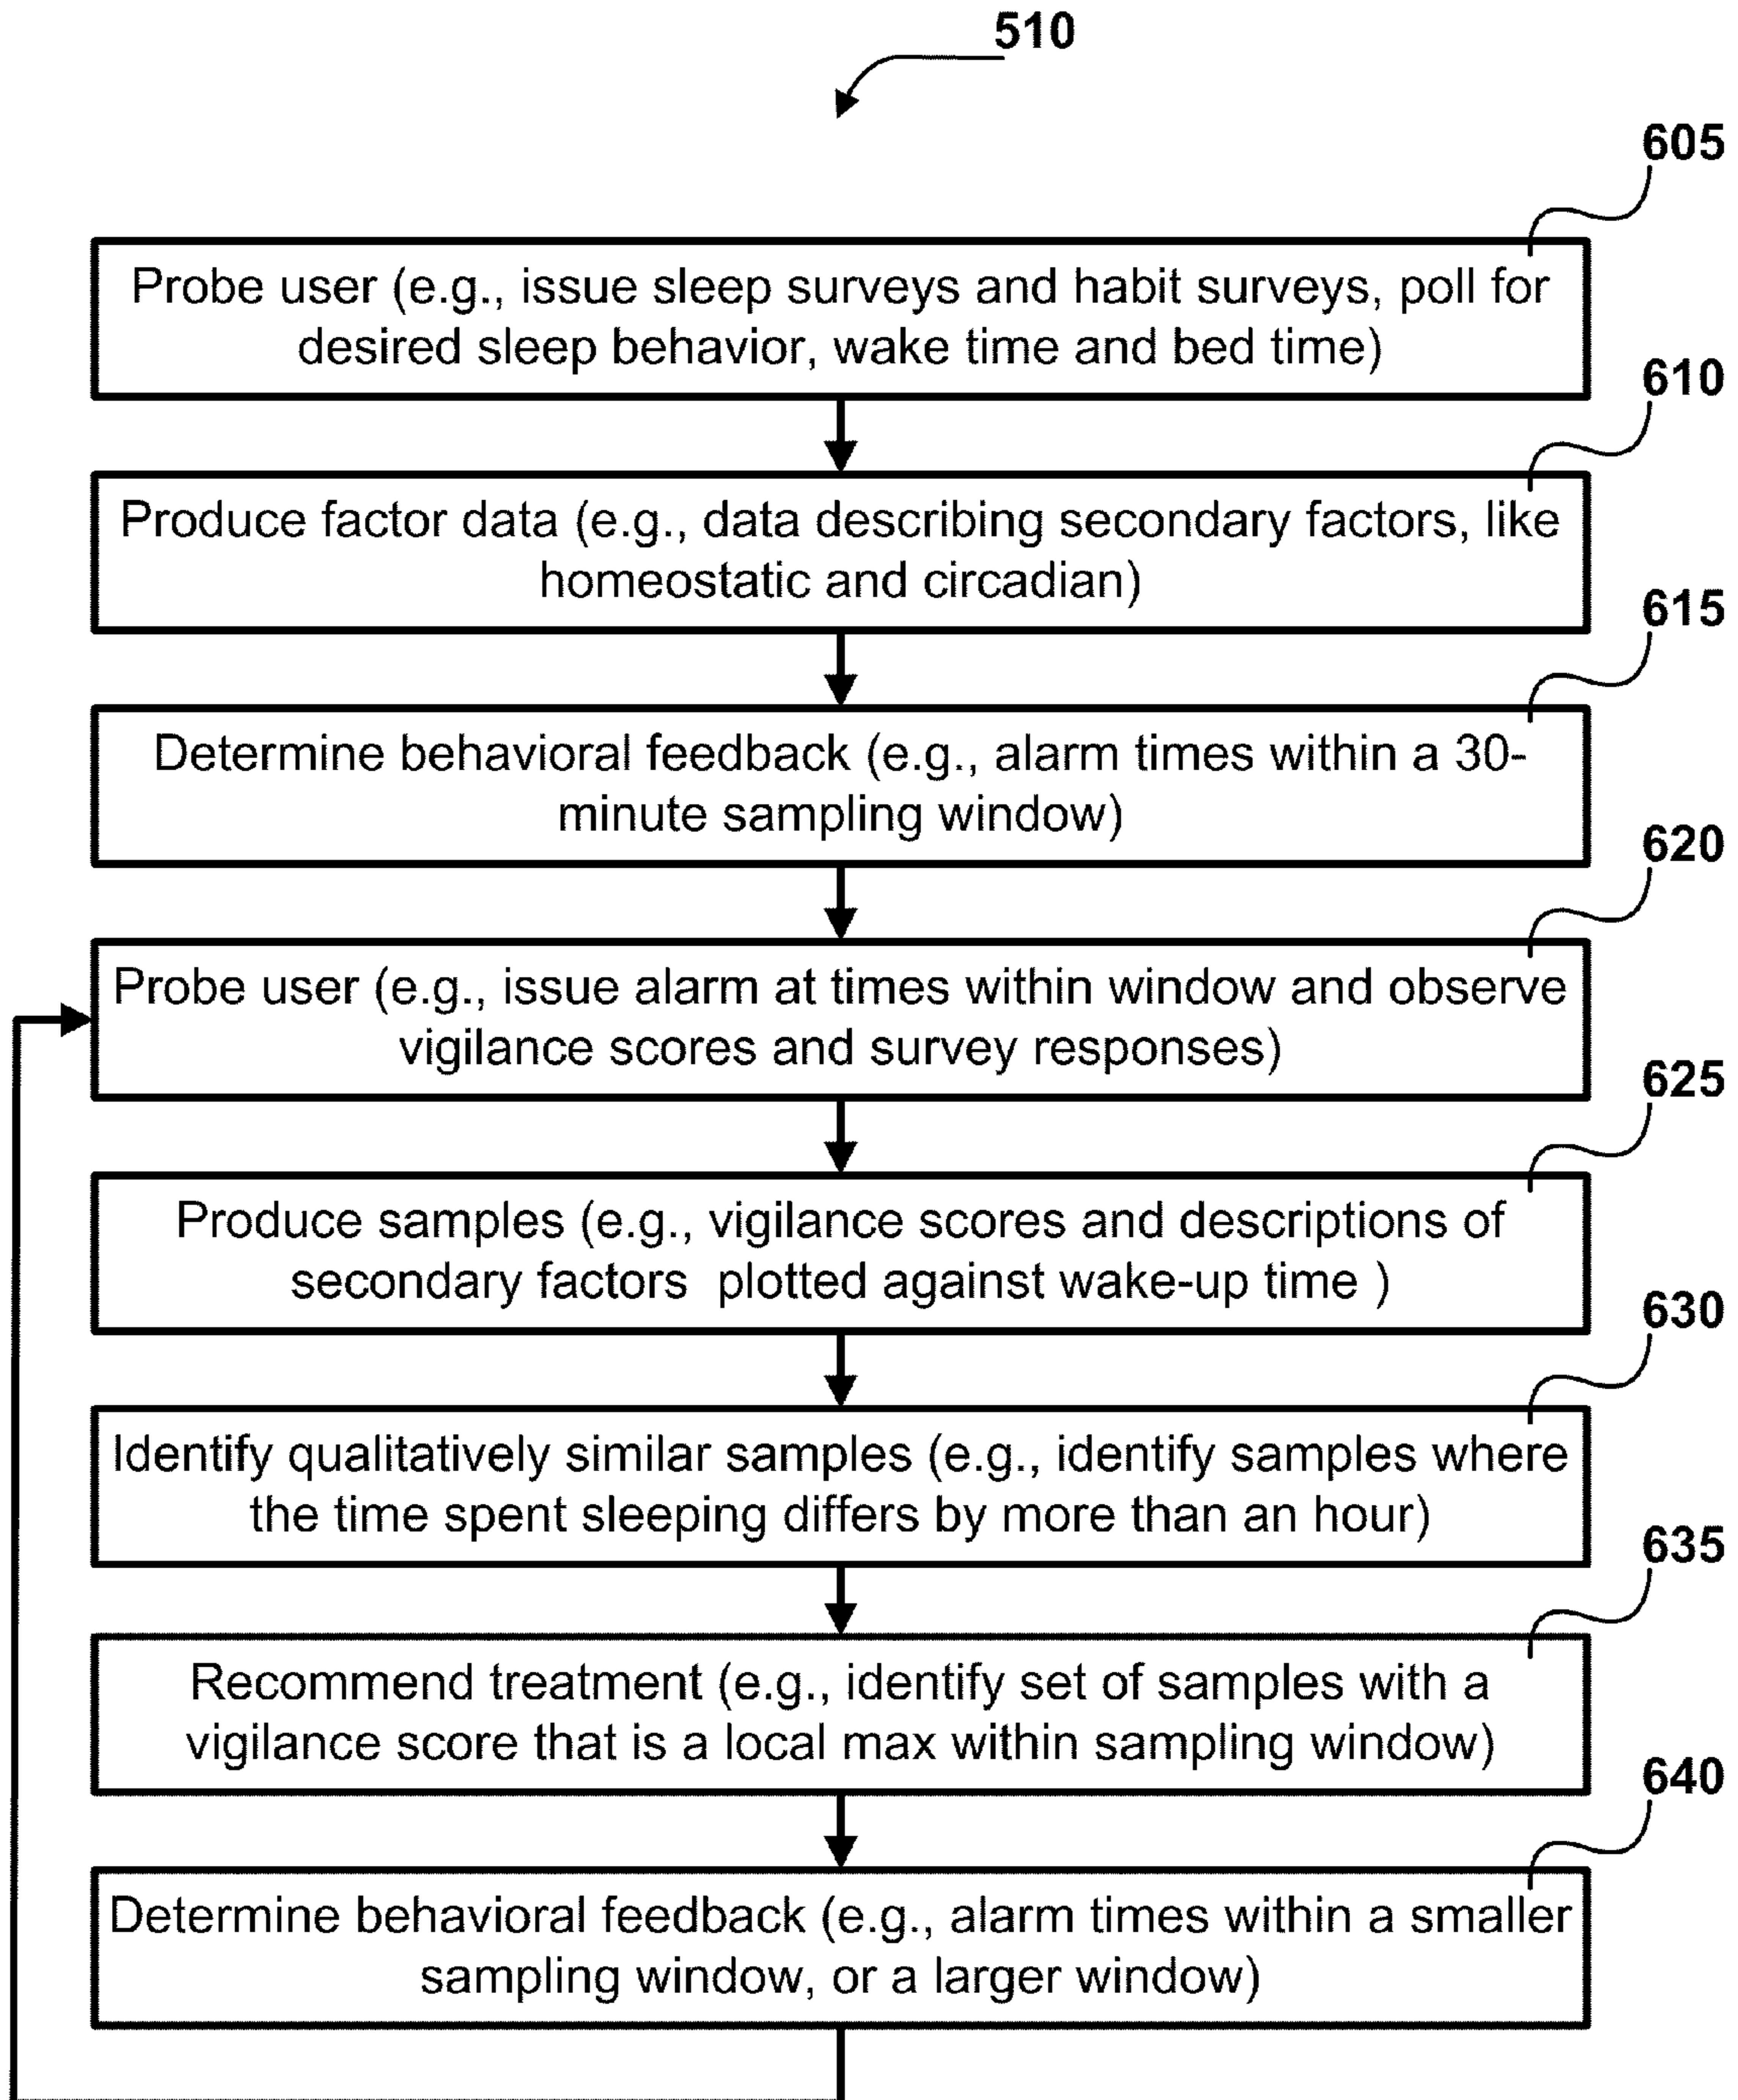 510
605
Probe user (e.g., issue sleep surveys and habit surveys, poll for
desired sleep behavior, wake time and bed time)
610
Produce factor data (e.g., data describing secondary factors, like
homeostatic and circadian)
615
Determine behavioral feedback (e.g., alarm times within a 30-
minute sampling window)
620
Probe user (e.g., issue alarm at times within window and observe
vigilance scores and survey responses)
625
Produce samples (e.g., vigilance scores and descriptions of
secondary factors plotted against wake-up time )
630
Identify qualitatively similar samples (e.g., identify samples where
the time spent sleeping differs by more than an hour)
635
Recommend treatment (e.g., identify set of samples with a
vigilance score that is a local max within sampling window)
640
Determine behavioral feedback (e.g., alarm times within a smaller
sampling window, or a larger window)